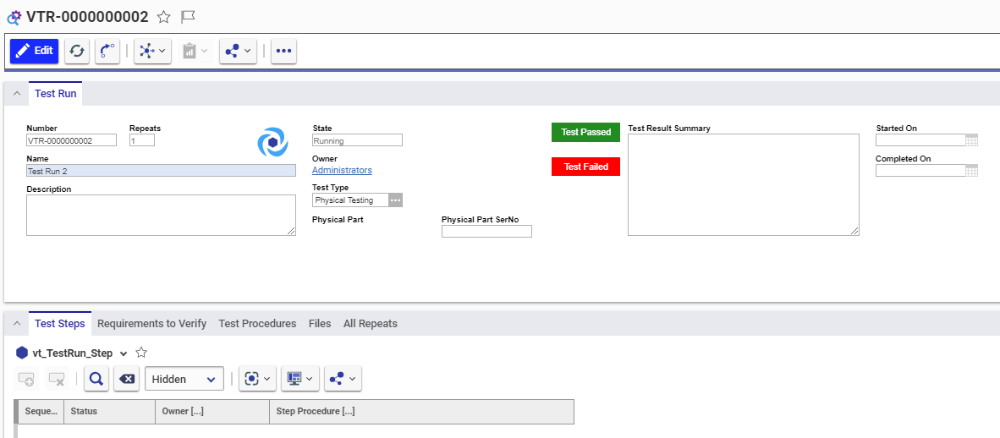 VTR-0000000002
Edit
Test Run
Number
Repeats
State
Test Passed
Test Result Summary
Started On
VTR-0000000002
1
Running
Name
Owner
Test Failed
Completed On
Test Run 2
Administrators
Description
Test Type
Physical Testing
Physical Part
Physical Part SerNo
Test Steps
Requirements to Verify
Test Procedures
Files
All Repeats
vt_TestRun_Step
Hidden
Seque...
Status
Owner [...]
Step Procedure [...]